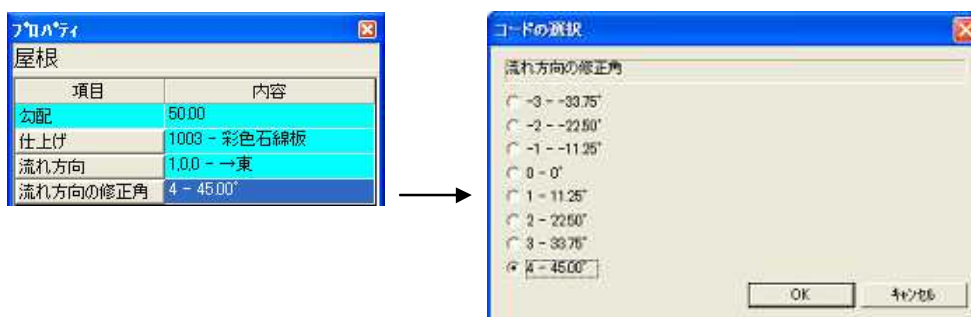 プロパティ
屋根
項目 内容
勾配 50.00
仕上げ 1003 - 彩色石綿板
流れ方向 1,0,0 - →東
流れ方向の修正角 4 - 45.00°
コードの選択
流れ方向の修正角
-3 - -33.75°
-2 - -22.50°
-1 - -11.25°
0 - 0°
1 - 11.25°
2 - 22.50°
3 - 33.75°
4 - 45.00°
OK キャンセル